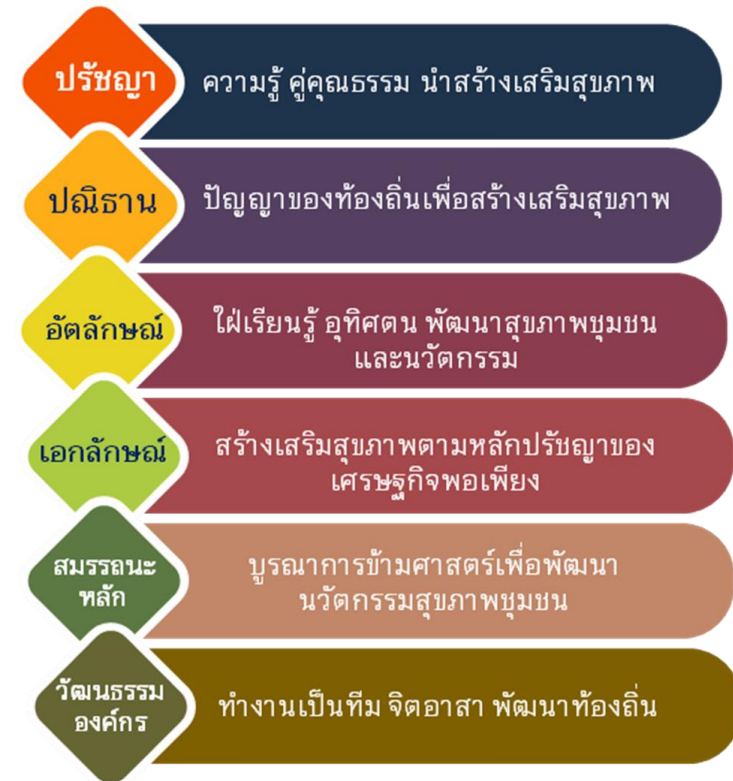 ปรัชญา
ความรู้ คู่คุณธรรม นำสร้างเสริมสุขภาพ
ปณิธาน
ปัญญาของท้องถิ่นเพื่อสร้างเสริมสุขภาพ
อัตลักษณ์
ใฝ่เรียนรู้ อุทิศตน พัฒนาสุขภาพชุมชน
และนวัตกรรม
เอกลักษณ์
สร้างเสริมสุขภาพตามหลักปรัชญาของ
เศรษฐกิจพอเพียง
สมรรถนะ
หลัก
บูรณาการข้ามศาสตร์เพื่อพัฒนา
นวัตกรรมสุขภาพชุมชน
วัฒนธรรม
องค์กร
ทำงานเป็นทีม จิตอาสา พัฒนาท้องถิ่น